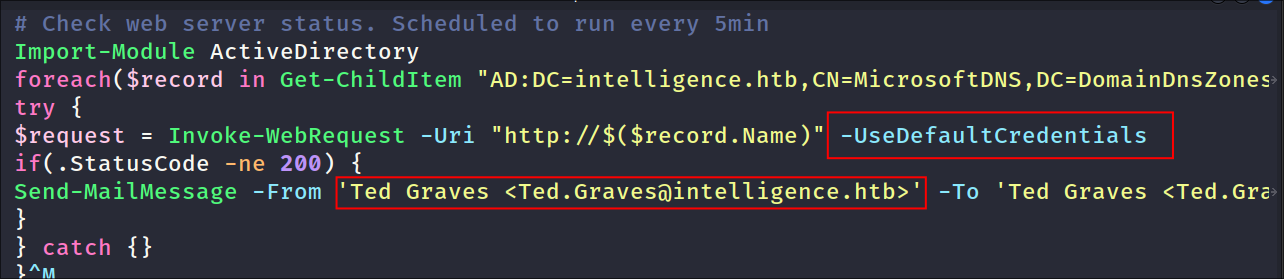 # Check web server status. Scheduled to run every 5min
Import-Module ActiveDirectory
foreach($record in Get-ChildItem "AD:DC=intelligence.htb,CN=MicrosoftDNS,DC=DomainDnsZones
try {
$request = Invoke-WebRequest -Uri "http://$($record.Name)" -UseDefaultCredentials
if(.StatusCode -ne 200) {
Send-MailMessage -From 'Ted Graves <Ted.Graves@intelligence.htb>' -To 'Ted Graves <Ted.Gra
}
} catch {}
}^M